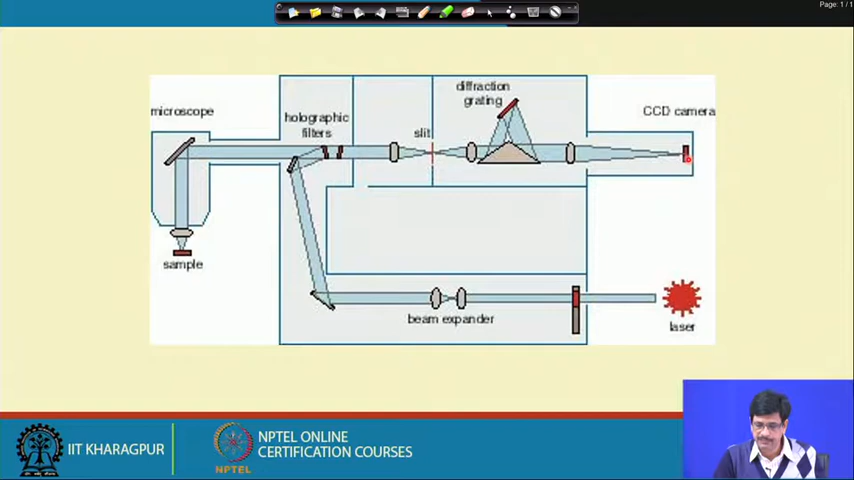 Page: 1 / 1
microscope
holographic
filters
slit
diffraction
grating
CCD camera
sample
beam expander
laser
IIT KHARAGPUR
NPTEL
NPTEL ONLINE
CERTIFICATION COURSES